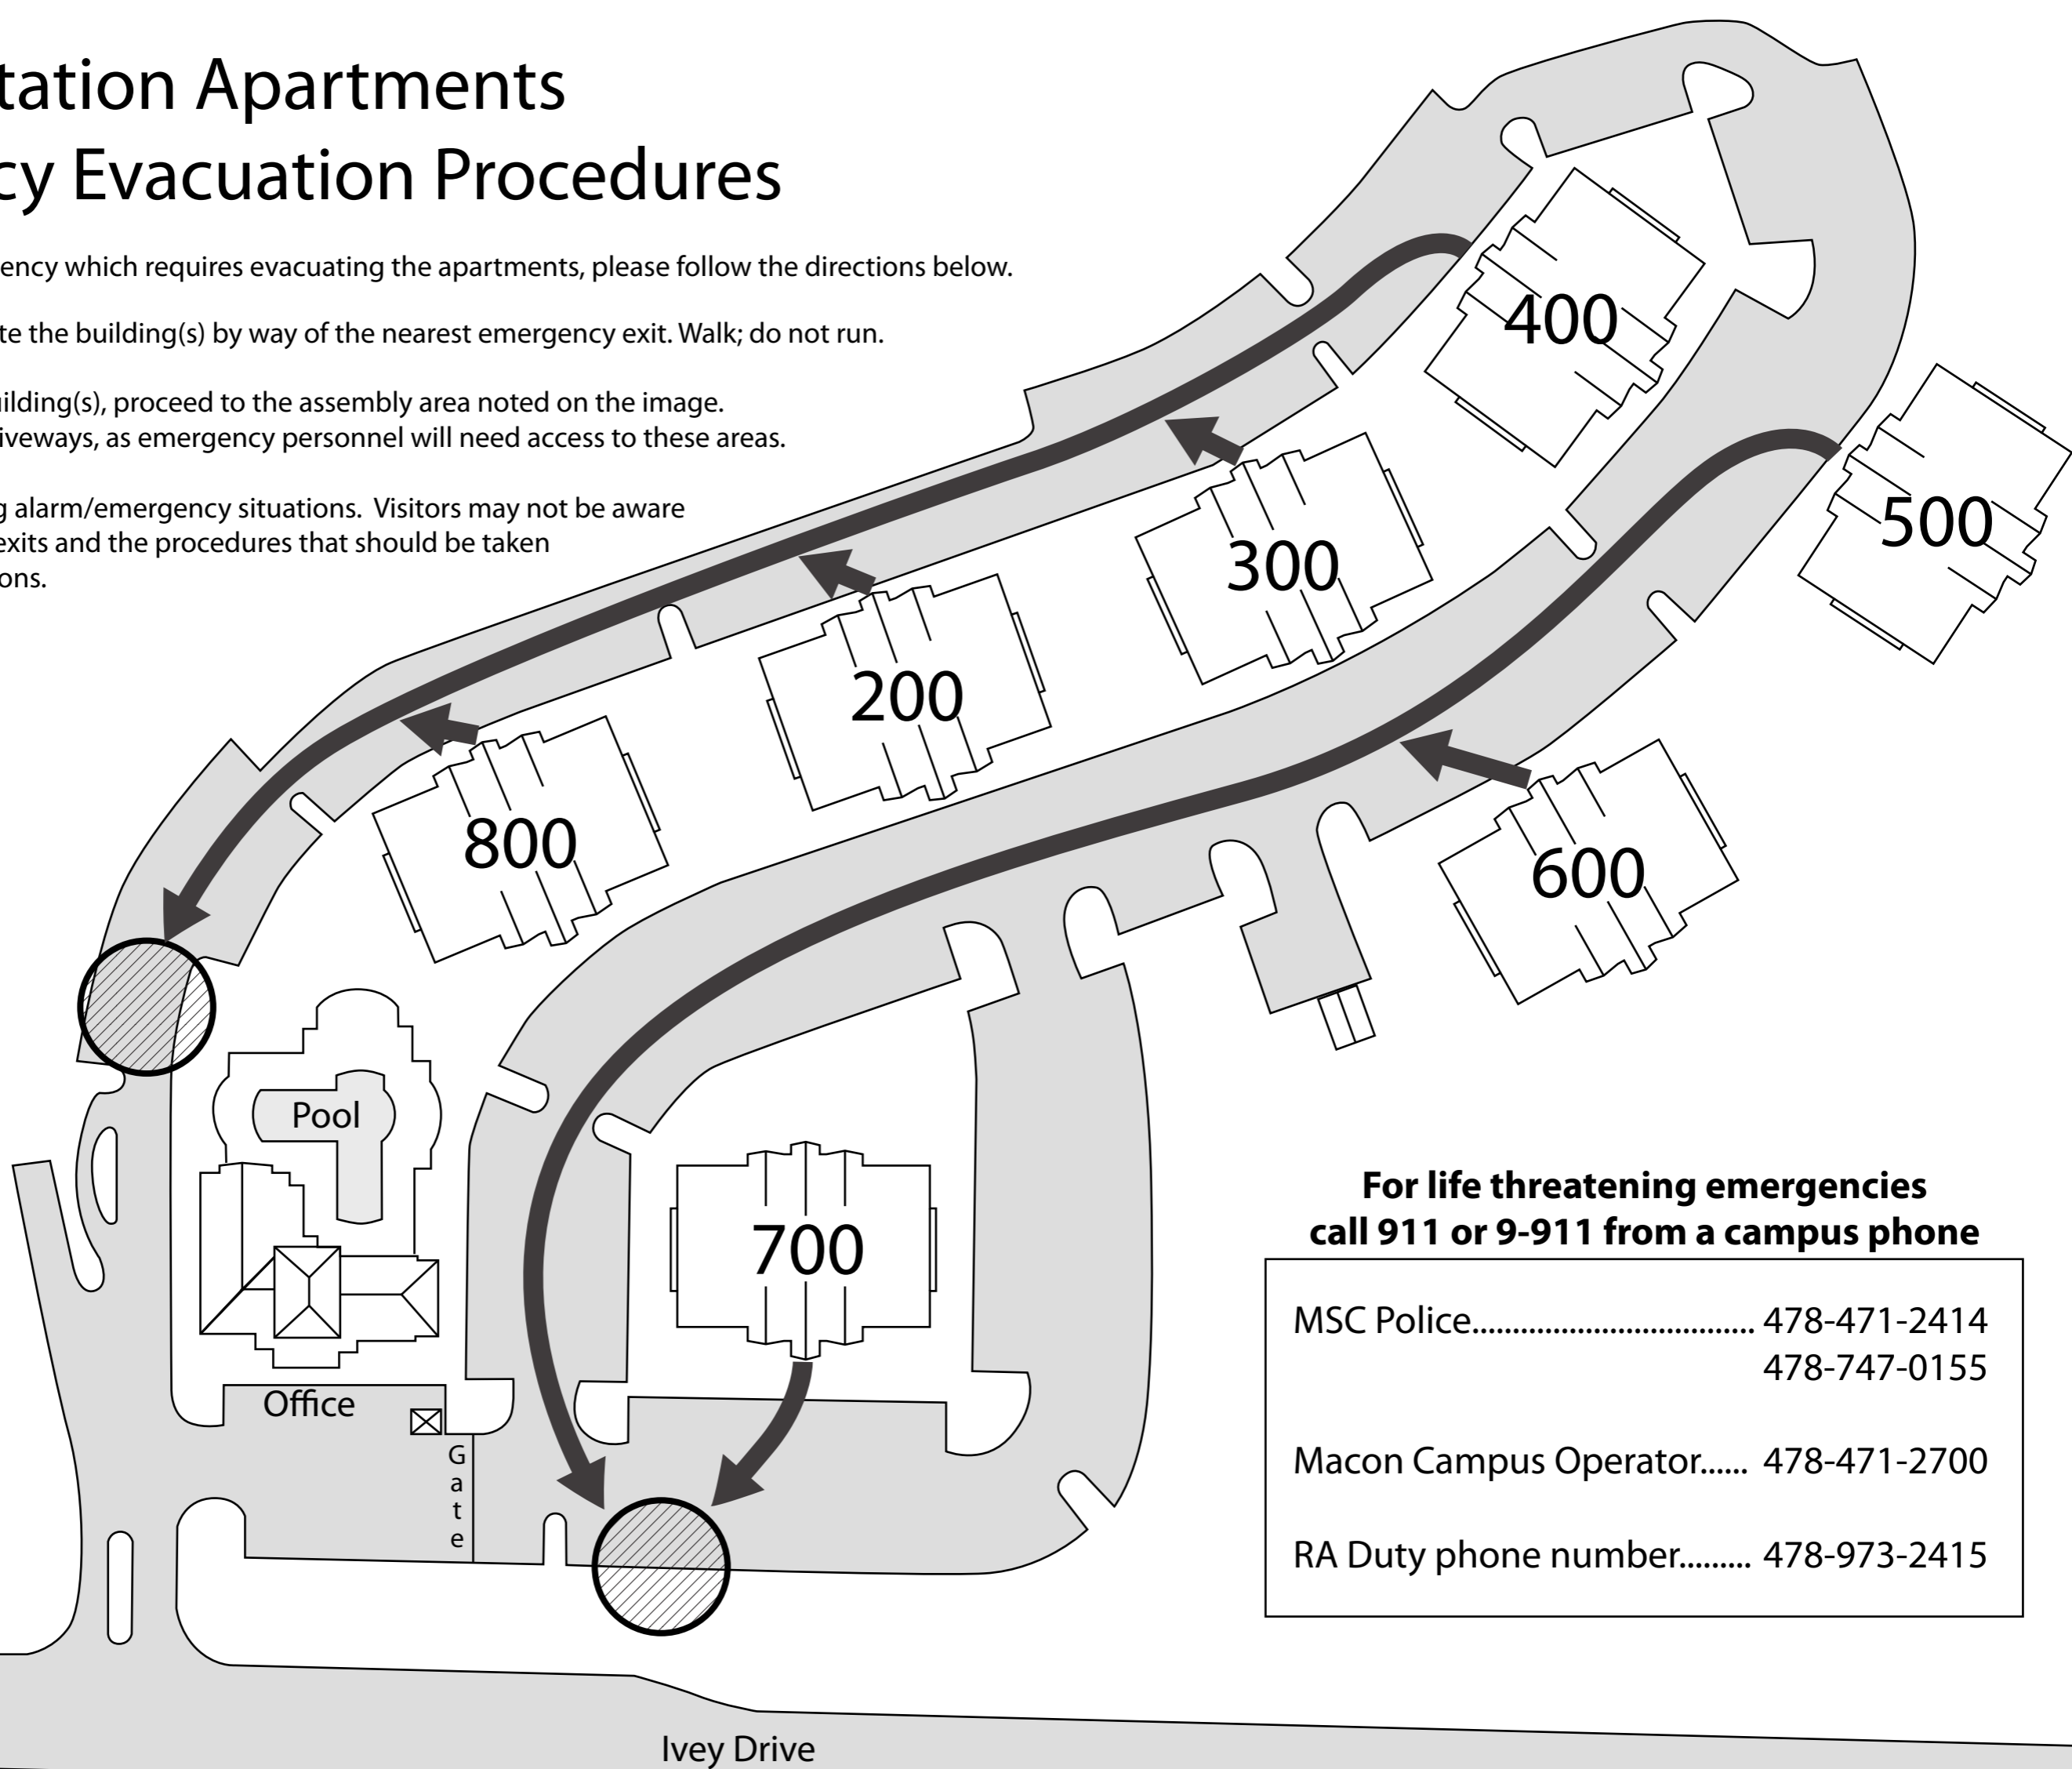 tation Apartments
cy Evacuation Procedures
ency which requires evacuating the apartments, please follow the directions below.
te the building(s) by way of the nearest emergency exit. Walk; do not run.
uilding(s), proceed to the assembly area noted on the image.
iveways, as emergency personnel will need access to these areas.
g alarm/emergency situations.  Visitors may not be aware
exits and the procedures that should be taken
ons.
400
500
300
200
800
600
Pool
700
Office
Gate
For life threatening emergencies
call 911 or 9-911 from a campus phone
MSC Police................................... 478-471-2414
478-747-0155
Macon Campus Operator...... 478-471-2700
RA Duty phone number......... 478-973-2415
Ivey Drive